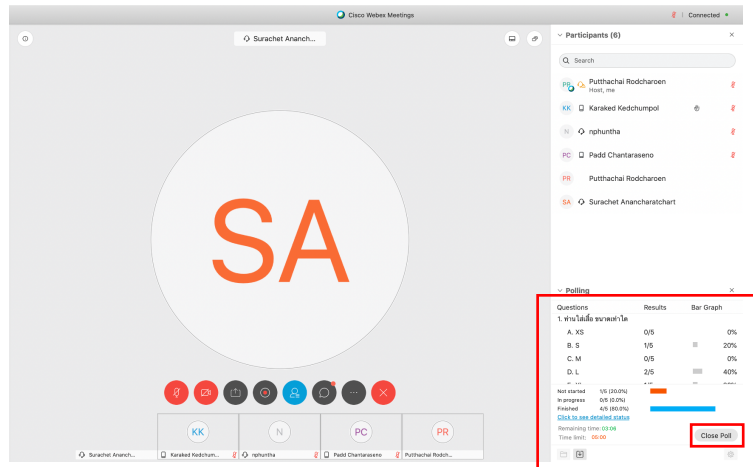 Cisco Webex Meetings
Connected
Surachet Ananch...
Participants (6)
Search
PR Putthachai Rodcharoen
Host, me
KK Karaked Kedchumpol
N nphuntha
PC Padd Chantaraseno
PR Putthachai Rodcharoen
SA Surachet Anancharatchart
SA
Polling
Questions Results Bar Graph
1. ท่านใส่เสื้อ ขนาดเท่าใด
A. XS 0/5 0%
B. S 1/5 20%
C. M 0/5 0%
D. L 2/5 40%
Not started 1/5 (20.0%)
In progress 0/5 (0.0%)
Finished 4/5 (80.0%)
Click to see detailed status
Remaining time: 03:06
Time limit: 05:00
Close Poll
KK
N
PC
PR
Surachet Ananch...
Karaked Kedchum...
nphuntha
Padd Chantaraseno
Putthachai Rodch...